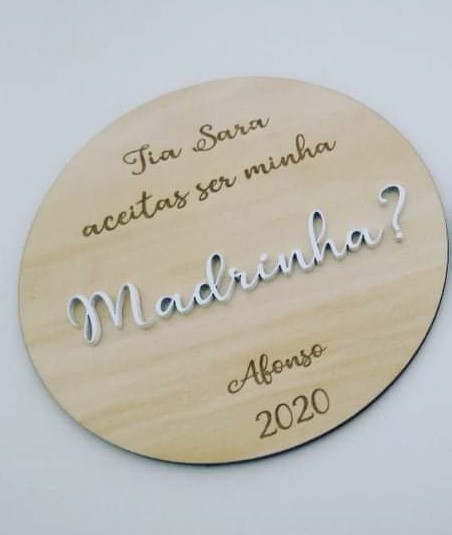 Tia Sara
aceitas ser minha
Madrinha?
Afonso
2020